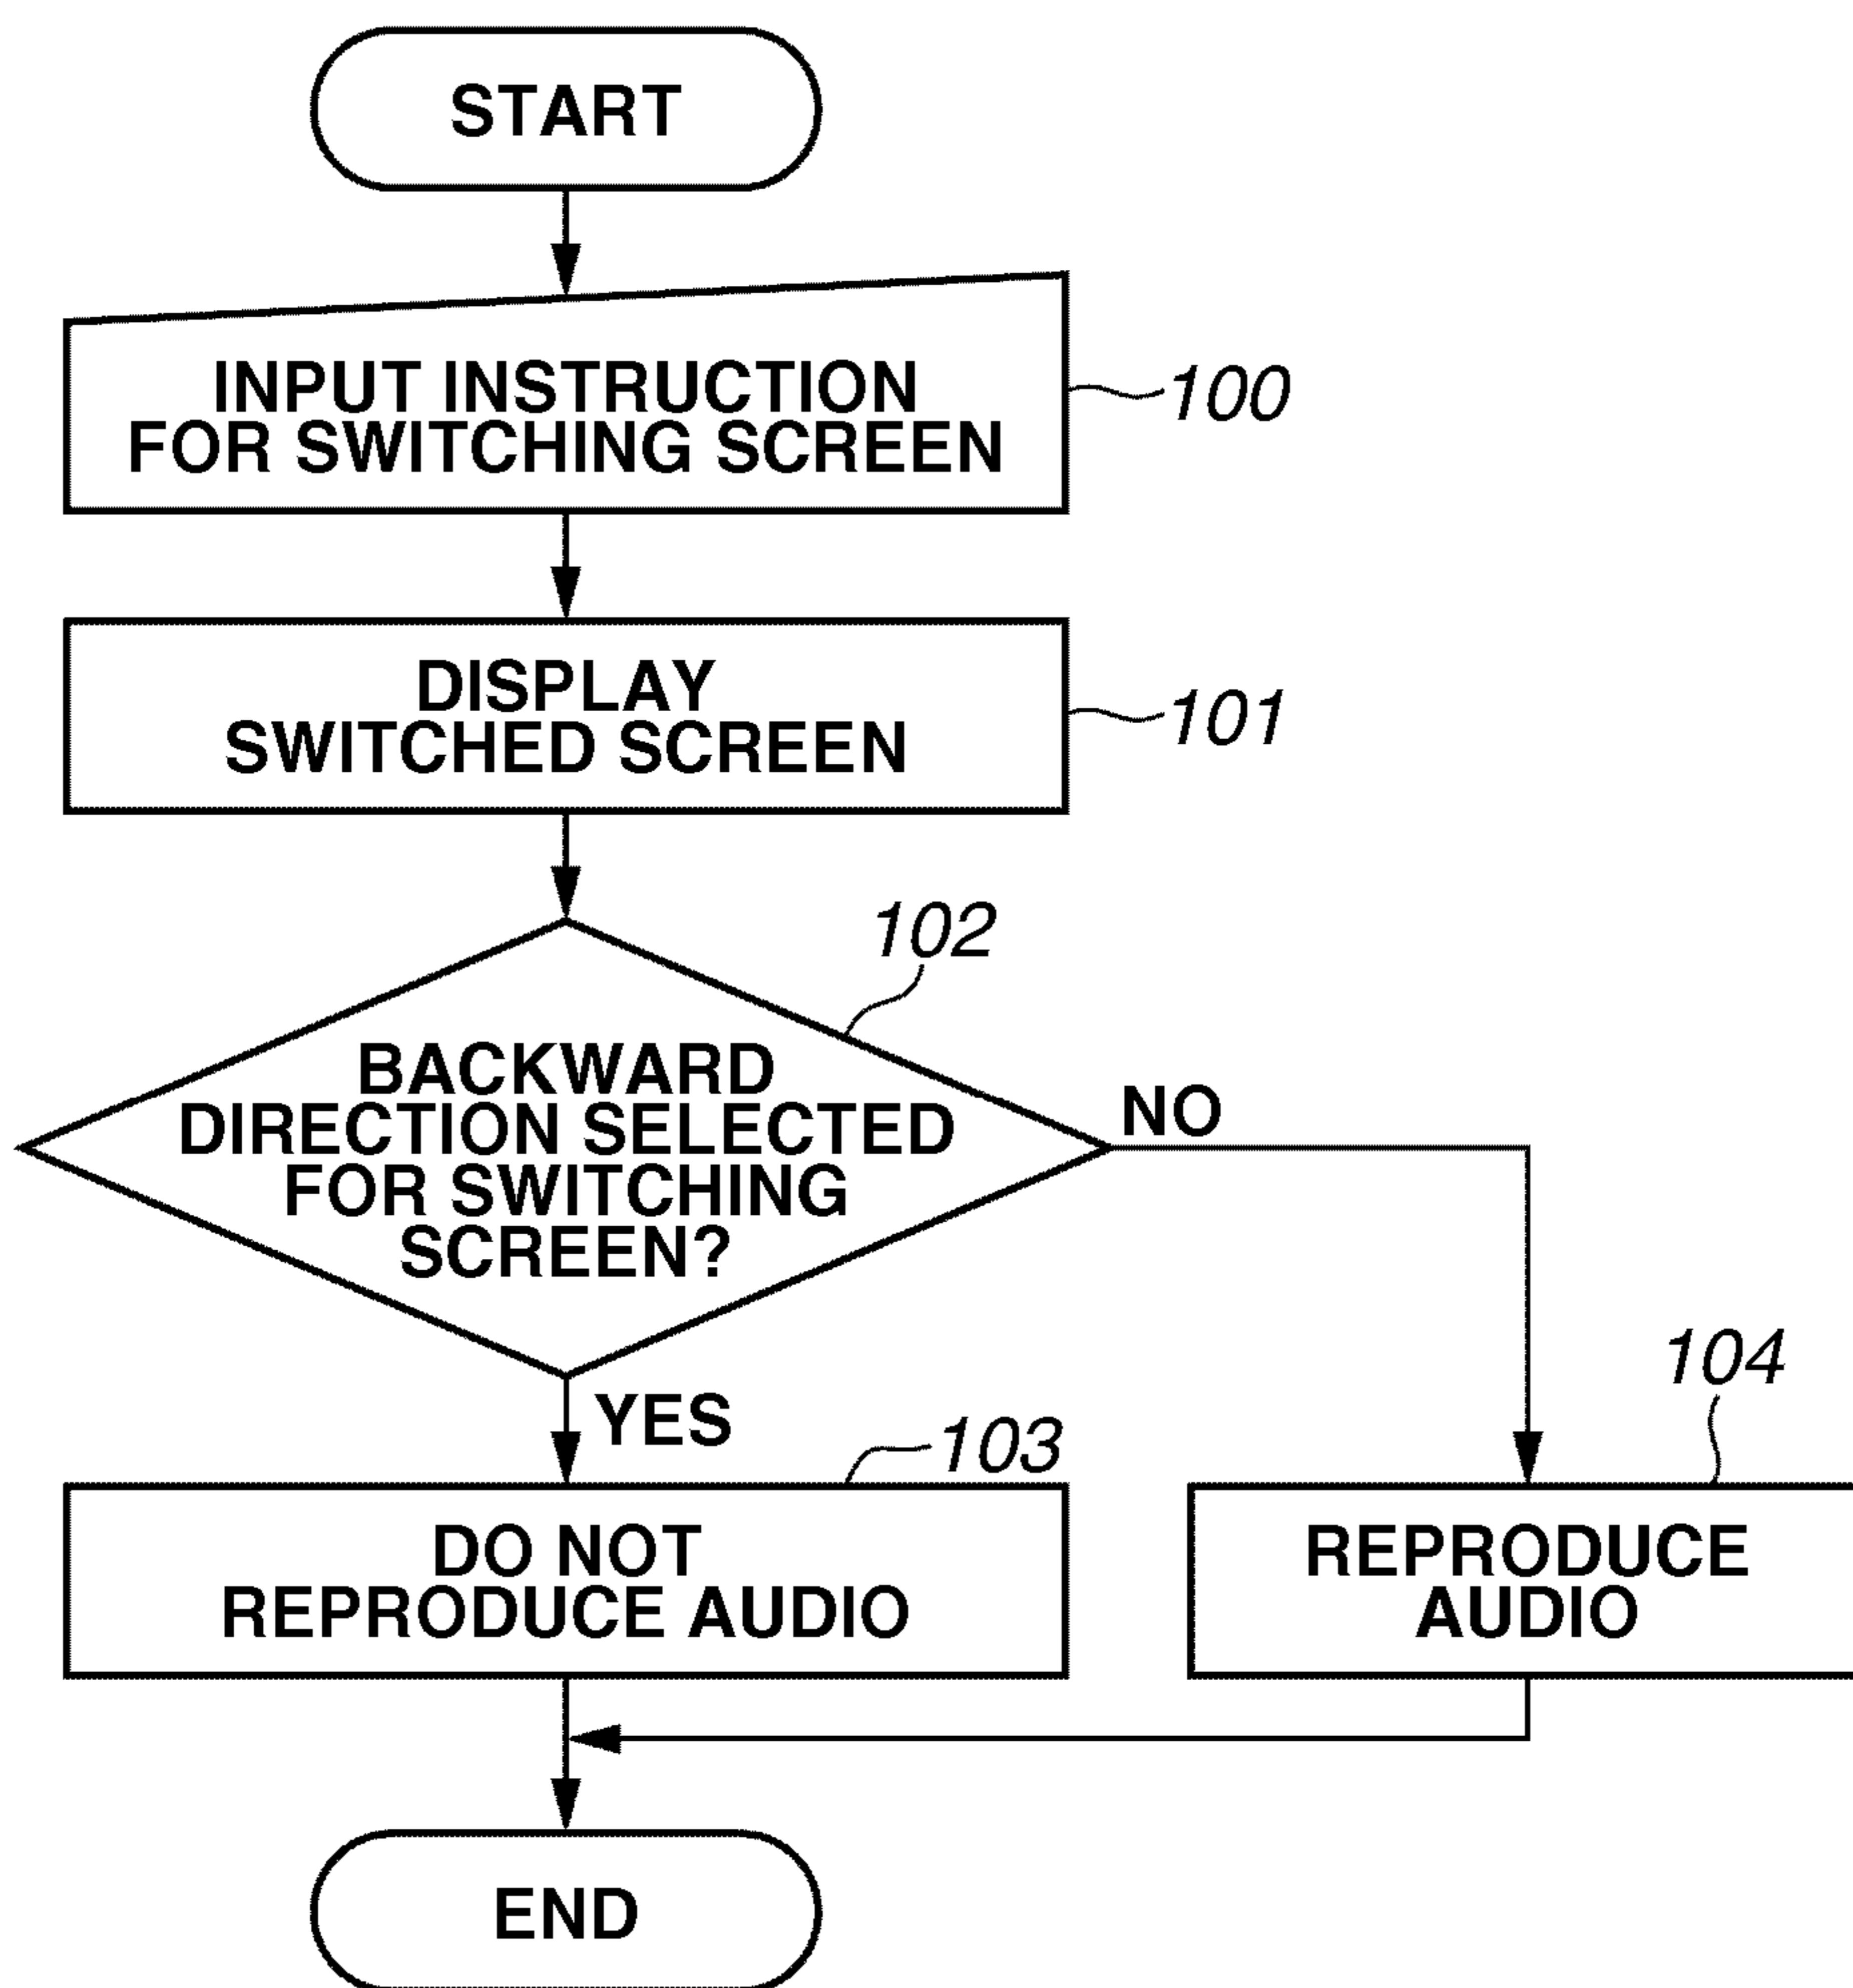 START
INPUT INSTRUCTION
FOR SWITCHING SCREEN
100
DISPLAY
SWITCHED SCREEN
101
102
BACKWARD
DIRECTION SELECTED
FOR SWITCHING
SCREEN?
NO
YES
103
104
DO NOT
REPRODUCE AUDIO
REPRODUCE
AUDIO
END